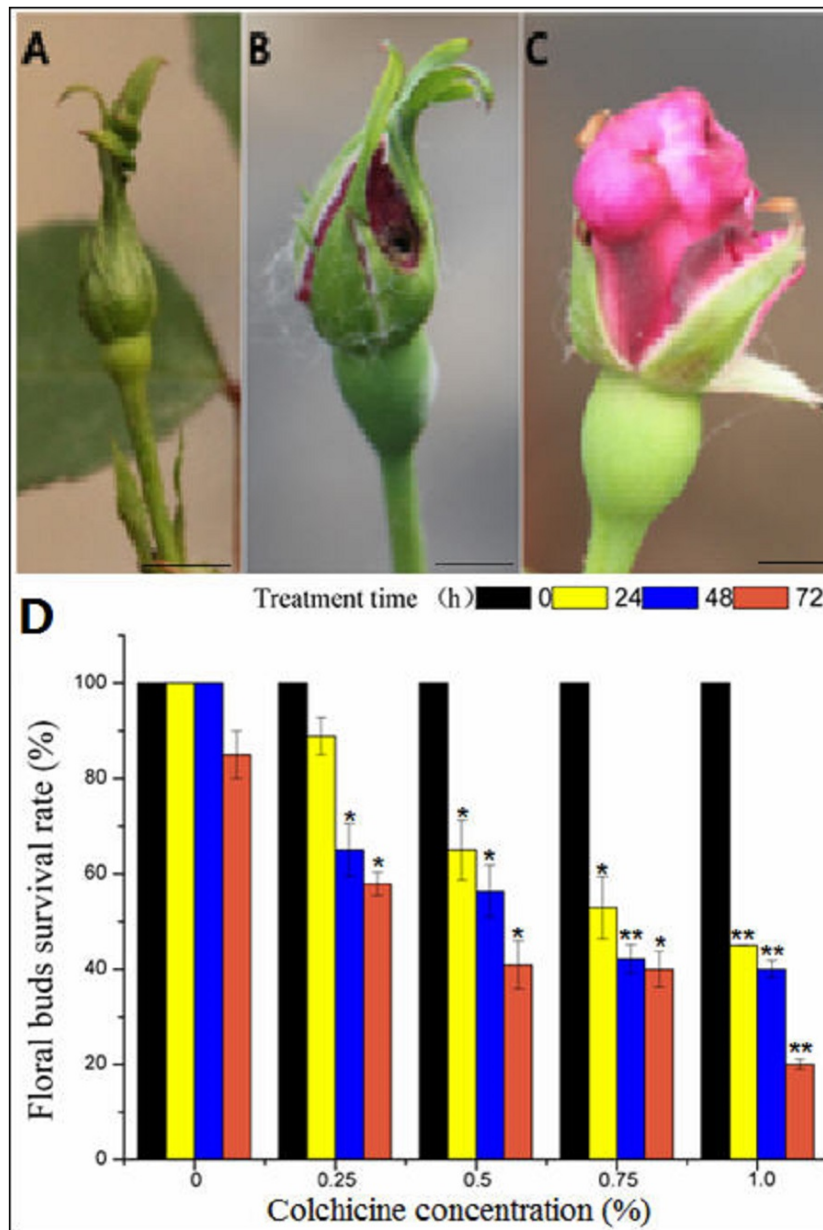 A B C
Treatment time (h) 0 24 48 72
D
Floral buds survival rate (%)
100
80
60
40
20
0
* * * * * * ** * ** ** **
0 0.25 0.5 0.75 1.0
Colchicine concentration (%)